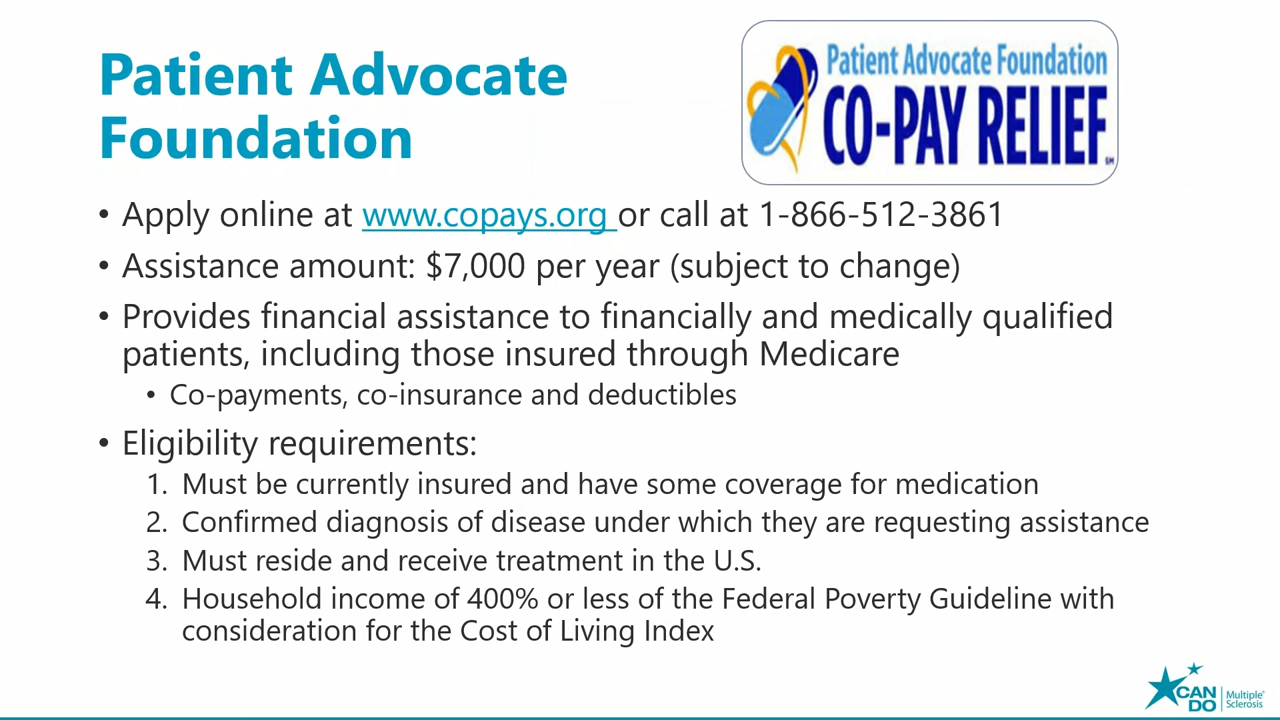 Patient Advocate
Foundation
Patient Advocate Foundation
CO-PAY RELIEF SM
• Apply online at www.copays.org or call at 1-866-512-3861
• Assistance amount: $7,000 per year (subject to change)
• Provides financial assistance to financially and medically qualified
patients, including those insured through Medicare
• Co-payments, co-insurance and deductibles
• Eligibility requirements:
1. Must be currently insured and have some coverage for medication
2. Confirmed diagnosis of disease under which they are requesting assistance
3. Must reside and receive treatment in the U.S.
4. Household income of 400% or less of the Federal Poverty Guideline with
consideration for the Cost of Living Index
CAN
DO
Multiple®
Sclerosis